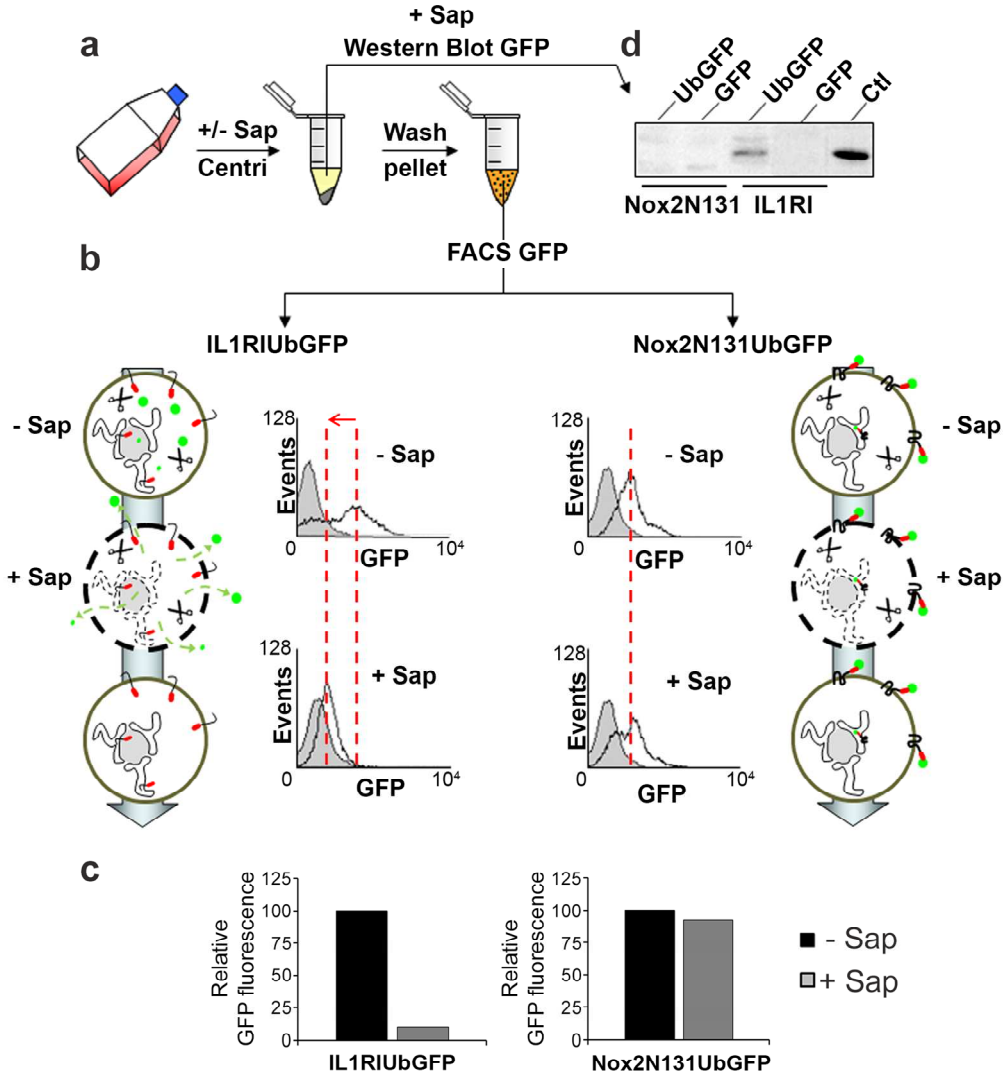 a
+ Sap
Western Blot GFP
+/- Sap
Centri
Wash
pellet
d
UbGFP
GFP
UbGFP
GFP
Ctl
Nox2N131
IL1RI
FACS GFP
b
IL1RIUbGFP
Nox2N131UbGFP
- Sap
+ Sap
128
Events
- Sap
0
GFP
10⁴
128
Events
+ Sap
0
GFP
10⁴
128
Events
- Sap
0
GFP
10⁴
128
Events
+ Sap
0
GFP
10⁴
- Sap
+ Sap
c
Relative
GFP fluorescence
125
100
75
50
25
0
IL1RIUbGFP
Relative
GFP fluorescence
125
100
75
50
25
0
Nox2N131UbGFP
- Sap
+ Sap